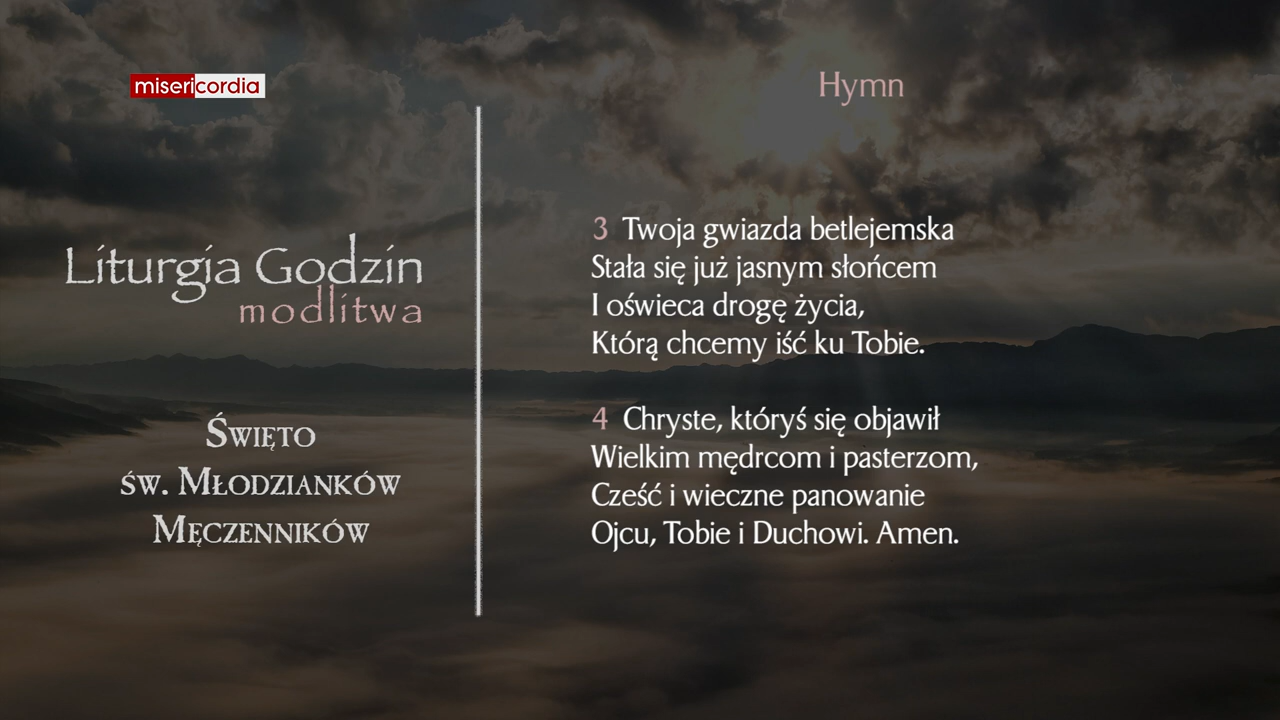 misericordia
Liturgia Godzin
modlitwa
Święto
św. Młodzianków
Męczenników
Hymn
3 Twoja gwiazda betlejemska
Stała się już jasnym słońcem
I oświeca drogę życia,
Którą chcemy iść ku Tobie.
4 Chryste, któryś się objawił
Wielkim mędrcom i pasterzom,
Cześć i wieczne panowanie
Ojcu, Tobie i Duchowi. Amen.